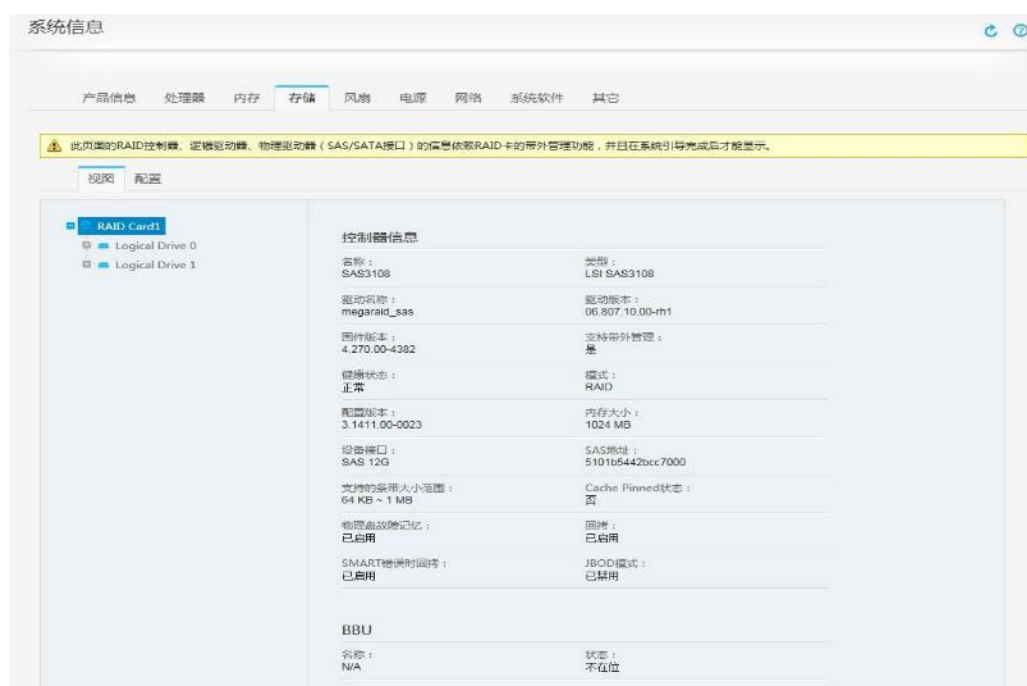 系统信息
产品信息 处理器 内存 存储 风扇 电源 网络 系统软件 其它
此页面的RAID控制器、逻辑驱动器、物理驱动器（SAS/SATA接口）的信息依赖RAID卡的带外管理功能，并且在系统引导完成后才能显示。
视图 配置
RAID Card1
Logical Drive 0
Logical Drive 1
控制器信息
名称： 类型：
SAS3108 LSI SAS3108
驱动名称： 驱动版本：
megaraid_sas 06.807.10.00-rh1
固件版本： 支持带外管理：
4.270.00-4382 是
健康状态： 模式：
正常 RAID
配置版本： 内存大小：
3.1411.00-0023 1024 MB
设备接口： SAS地址：
SAS 12G 5101b5442bcc7000
支持的条带大小范围： Cache Pinned状态：
64 KB ~ 1 MB 否
物理盘故障记忆： 回拷：
已启用 已启用
SMART错误时回拷： JBOD模式：
已启用 已禁用
BBU
名称： 状态：
N/A 不在位